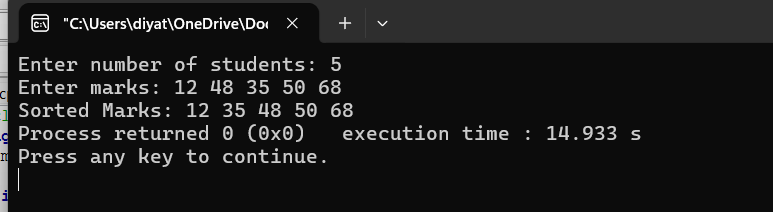 "C:\Users\diyat\OneDrive\Doc
Enter number of students: 5
Enter marks: 12 48 35 50 68
Sorted Marks: 12 35 48 50 68
Process returned 0 (0x0)   execution time : 14.933 s
Press any key to continue.